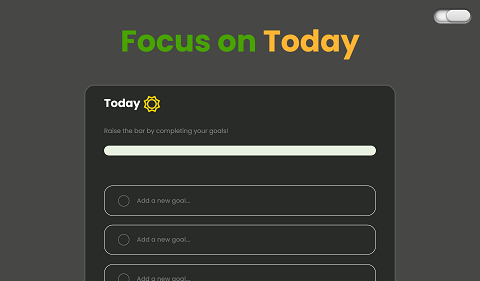 Focus on Today
Today
Raise the bar by completing your goals!
Add a new goal...
Add a new goal...
Add a new goal...